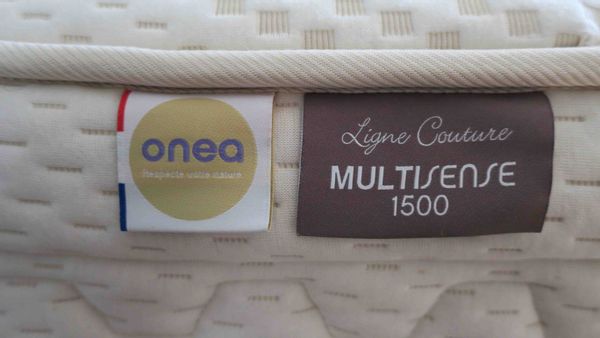 onea
Respecte votre nature
Ligne Couture
MULTISENSE
1500